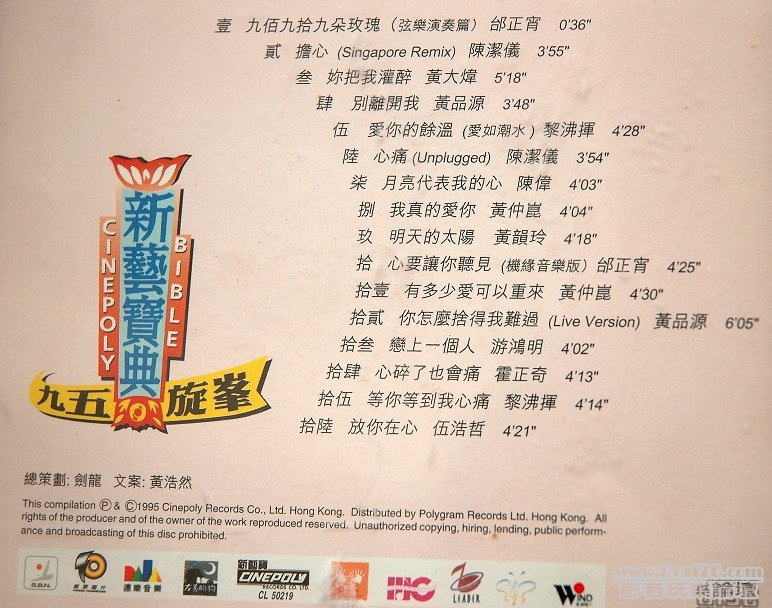 壹 九佰九拾九朵玫瑰（弦樂演奏篇）邰正宵 0'36"
貳 擔心 (Singapore Remix) 陳潔儀 3'55"
叁 妳把我灌醉 黃大煒 5'18"
肆 別離開我 黃品源 3'48"
伍 愛你的餘溫 (愛如潮水) 黎沸揮 4'28"
陸 心痛 (Unplugged) 陳潔儀 3'54"
柒 月亮代表我的心 陳偉 4'03"
捌 我真的愛你 黃仲崑 4'04"
玖 明天的太陽 黃韻玲 4'18"
拾 心要讓你聽見 (機緣音樂版) 邰正宵 4'25"
拾壹 有多少愛可以重來 黃仲崑 4'30"
拾貳 你怎麼捨得我難過 (Live Version) 黃品源 6'05"
拾叁 戀上一個人 游鴻明 4'02"
拾肆 心碎了也會痛 霍正奇 4'13"
拾伍 等你等到我心痛 黎沸揮 4'14"
拾陸 放你在心 伍浩哲 4'21"
CINEPOLY
新藝寶典
BIBLE
九五旋峯
總策劃: 劍龍 文案: 黃浩然
This compilation Ⓟ & Ⓒ1995 Cinepoly Records Co., Ltd. Hong Kong. Distributed by Polygram Records Ltd. Hong Kong. All
rights of the producer and of the owner of the work reproduced reserved. Unauthorized copying, hiring, lending, public perform-
ance and broadcasting of this disc prohibited.
S.B.N.
達樂音樂
新藝寶
CINEPOLY
RECORDS CO. LTD.
CL 50219
LEADER
WIND
論壇